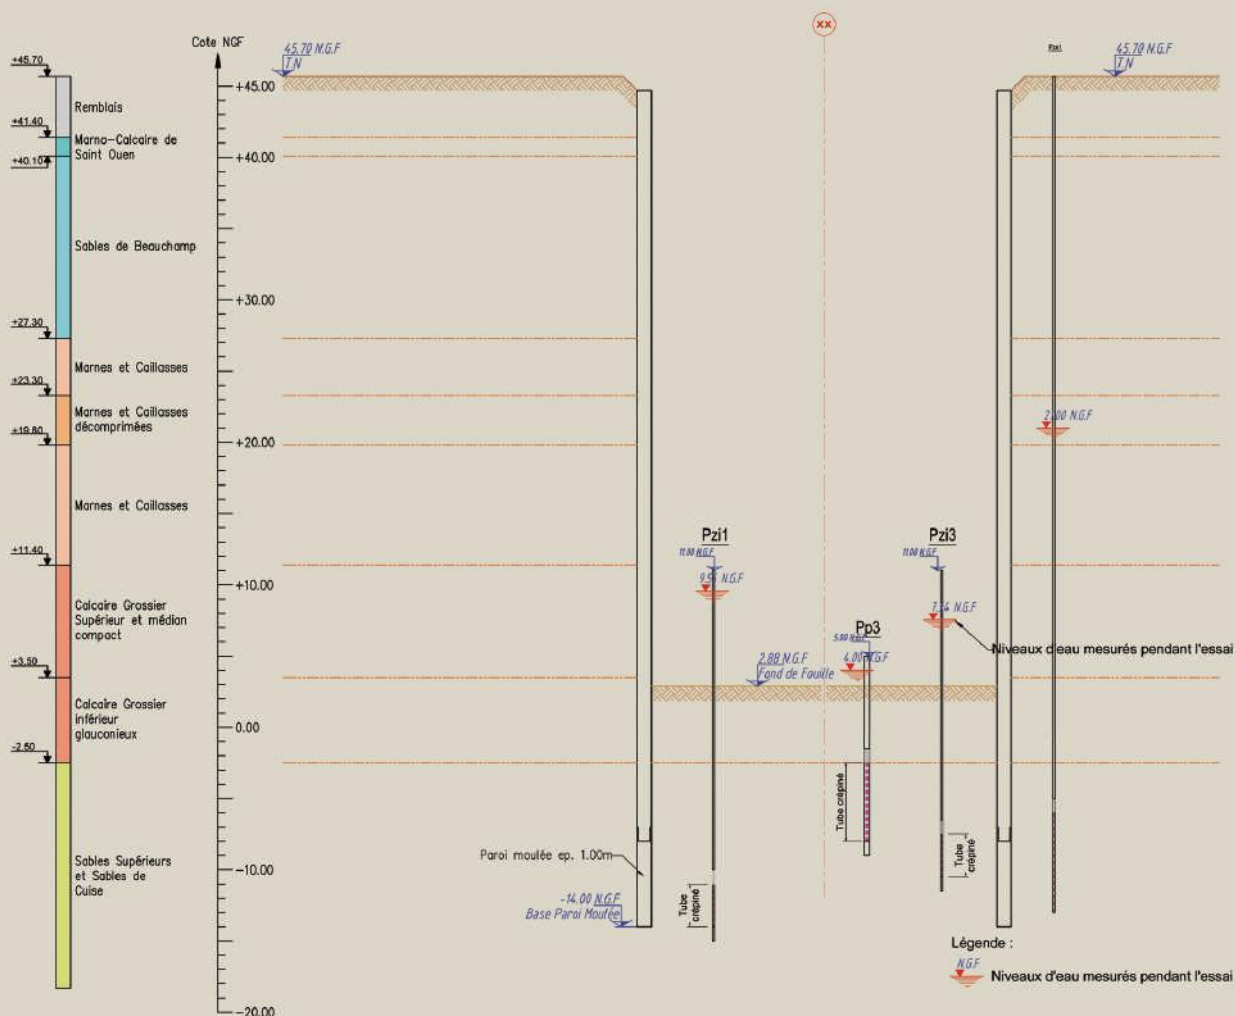 xx
Cote NGF
45.70 N.G.F
T.N
45.70 N.G.F
T.N
+45.70
+45.00
Remblais
+41.40
Marno-Calcaire de
Saint Ouen
+40.10
+40.00
Sables de Beauchamp
+30.00
+27.30
Marnes et Caillasses
+23.30
Marnes et Caillasses
décomprimées
+19.80
+20.00
N.G.F
Marnes et Caillasses
+11.40
Pzi1
11.00 N.G.F
N.G.F
Pzi3
11.00 N.G.F
N.G.F
+10.00
Calcaire Grossier
Supérieur et médian
compact
Pp3
5.00 N.G.F
4.00 N.G.F
Niveaux d'eau mesurés pendant l'essai
2.88 N.G.F
Fond de Fouille
+3.50
Calcaire Grossier
inférieur
glauconieux
0.00
Tube crépiné
Tube
crépiné
Tube
crépiné
Paroi moulée ep. 1.00m
-10.00
Sables Supérieurs
et Sables de
Cuise
-14.00 N.G.F
Base Paroi Moulée
Légende :
N.G.F
Niveaux d'eau mesurés pendant l'essai
-20.00